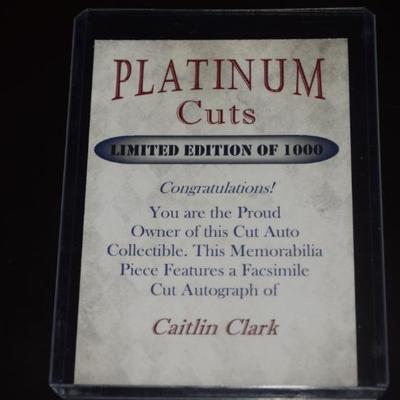 PLATINUM
Cuts
LIMITED EDITION OF 1000
Congratulations!
You are the Proud
Owner of this Cut Auto
Collectible. This Memorabilia
Piece Features a Facsimile
Cut Autograph of
Caitlin Clark